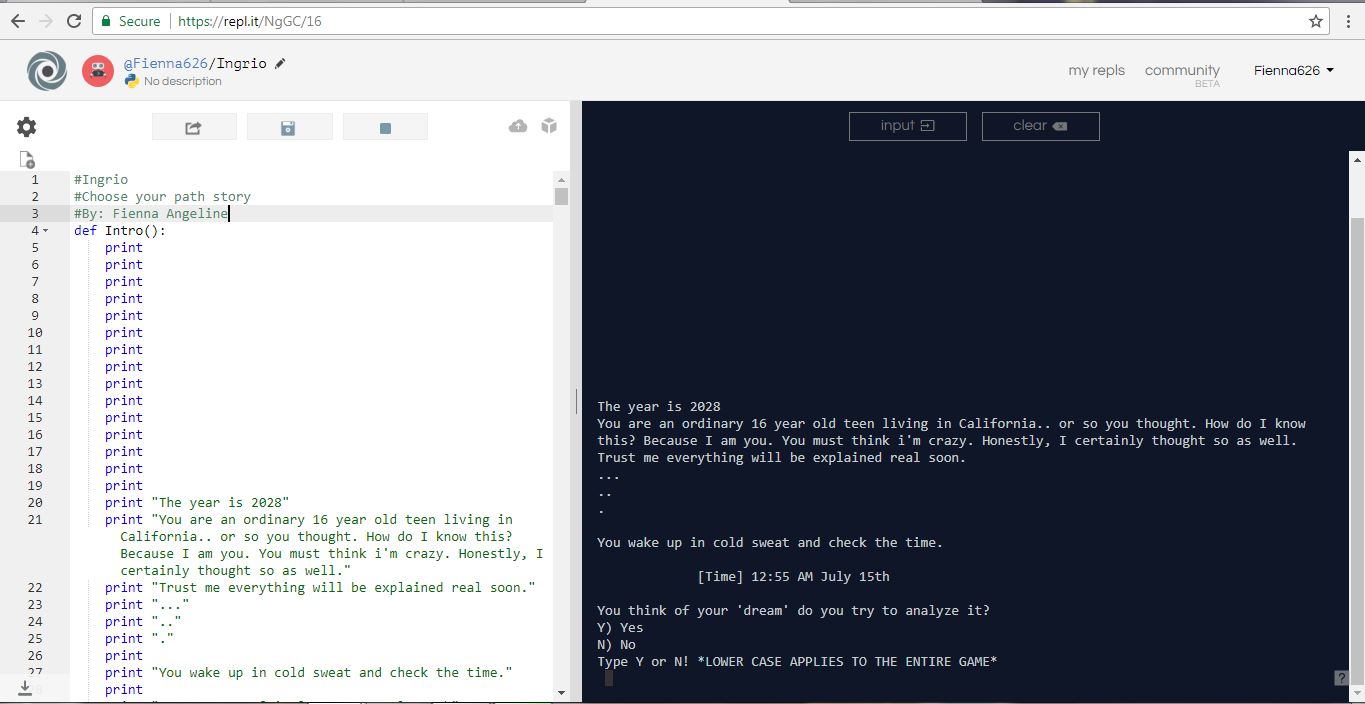 Secure https://repl.it/NgGC/16
@Fienna626/Ingrio
No description
my repls community BETA Fienna626
input clear
1 #Ingrio
2 #Choose your path story
3 #By: Fienna Angeline
4 def Intro():
5 print
6 print
7 print
8 print
9 print
10 print
11 print
12 print
13 print
14 print
15 print
16 print
17 print
18 print
19 print
20 print "The year is 2028"
21 print "You are an ordinary 16 year old teen living in
California.. or so you thought. How do I know this?
Because I am you. You must think i'm crazy. Honestly, I
certainly thought so as well."
22 print "Trust me everything will be explained real soon."
23 print "..."
24 print ".."
25 print "."
26 print
27 print "You wake up in cold sweat and check the time."
print
The year is 2028
You are an ordinary 16 year old teen living in California.. or so you thought. How do I know
this? Because I am you. You must think i'm crazy. Honestly, I certainly thought so as well.
Trust me everything will be explained real soon.
...
..
.
You wake up in cold sweat and check the time.
[Time] 12:55 AM July 15th
You think of your 'dream' do you try to analyze it?
Y) Yes
N) No
Type Y or N! *LOWER CASE APPLIES TO THE ENTIRE GAME*
?